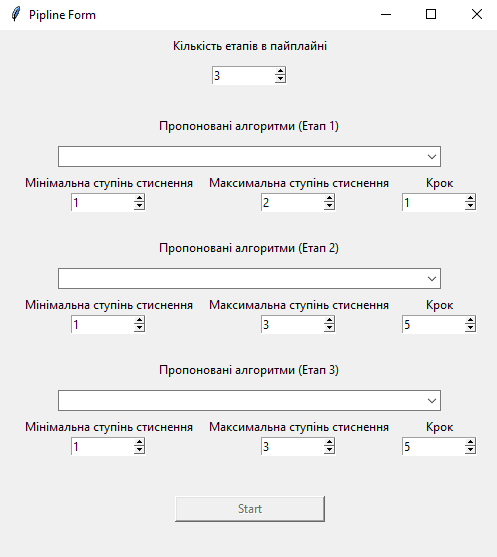 Pipline Form
Кількість етапів в пайплайні
3
Пропоновані алгоритми (Етап 1)
Мінімальна ступінь стиснення Максимальна ступінь стиснення Крок
1 2 1
Пропоновані алгоритми (Етап 2)
Мінімальна ступінь стиснення Максимальна ступінь стиснення Крок
1 3 5
Пропоновані алгоритми (Етап 3)
Мінімальна ступінь стиснення Максимальна ступінь стиснення Крок
1 3 5
Start